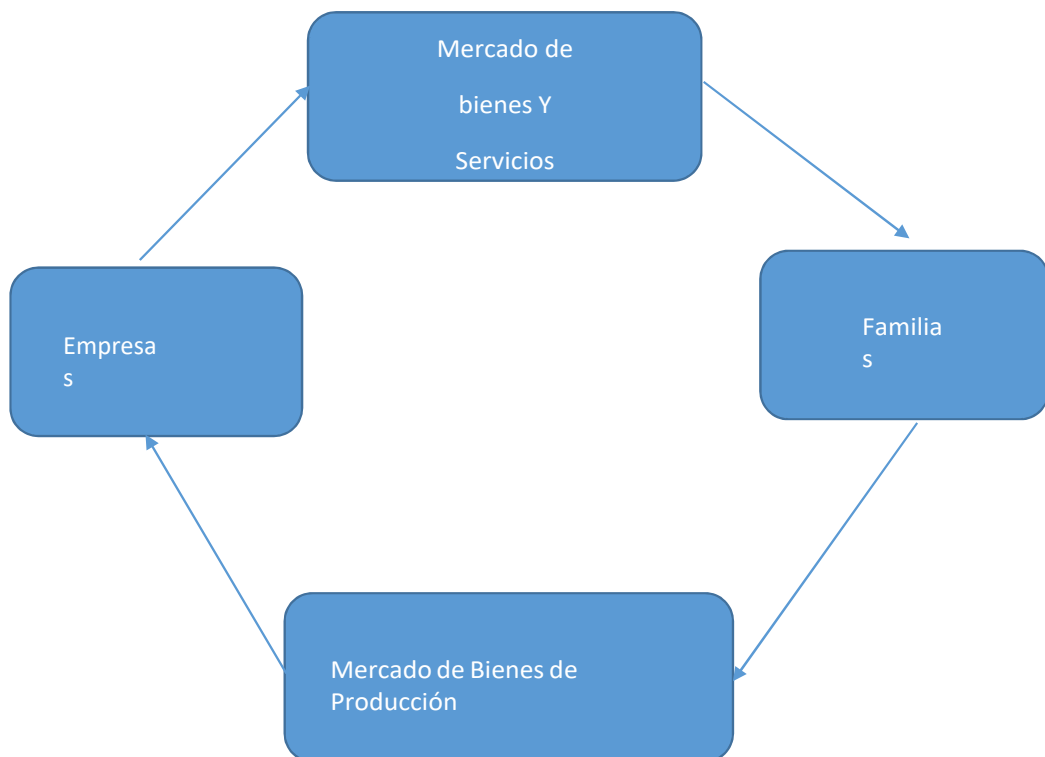 Mercado de
bienes Y
Servicios
Empresa
s
Familia
s
Mercado de Bienes de
Producción